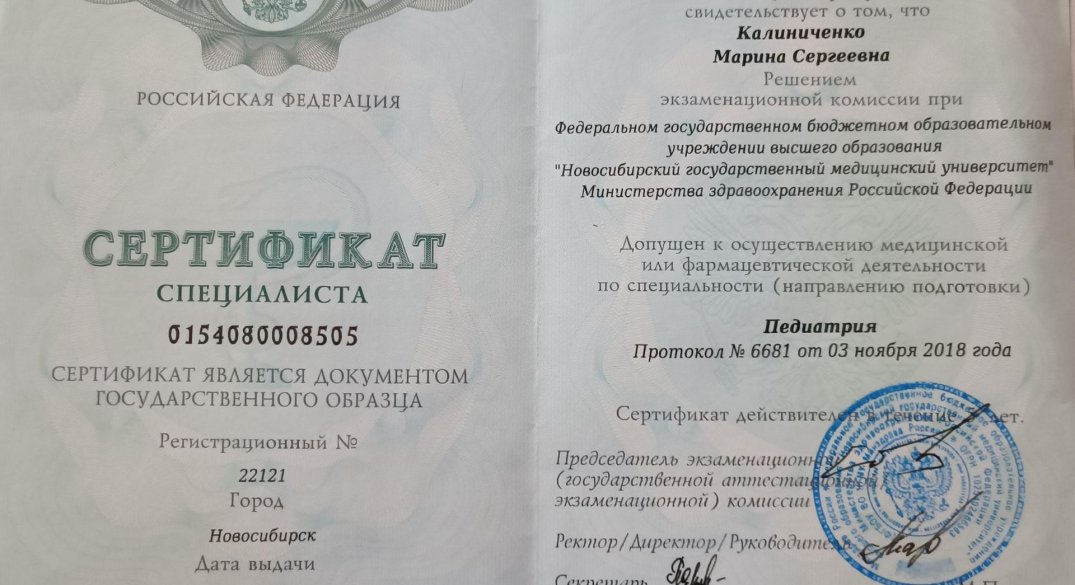 РОССИЙСКАЯ ФЕДЕРАЦИЯ
СЕРТИФИКАТ
СПЕЦИАЛИСТА
0154080008505
СЕРТИФИКАТ ЯВЛЯЕТСЯ ДОКУМЕНТОМ
ГОСУДАРСТВЕННОГО ОБРАЗЦА
Регистрационный №
22121
Город
Новосибирск
Дата выдачи
свидетельствует о том, что
Калиниченко
Марина Сергеевна
Решением
экзаменационной комиссии при
Федеральном государственном бюджетном образовательном
учреждении высшего образования
"Новосибирский государственный медицинский университет"
Министерства здравоохранения Российской Федерации
Допущен к осуществлению медицинской
или фармацевтической деятельности
по специальности (направлению подготовки)
Педиатрия
Протокол № 6681 от 03 ноября 2018 года
Сертификат действителен в течение лет.
Председатель экзаменационной
(государственной аттестационной
экзаменационной) комиссии
Ректор/Директор/Руководитель
Секретарь